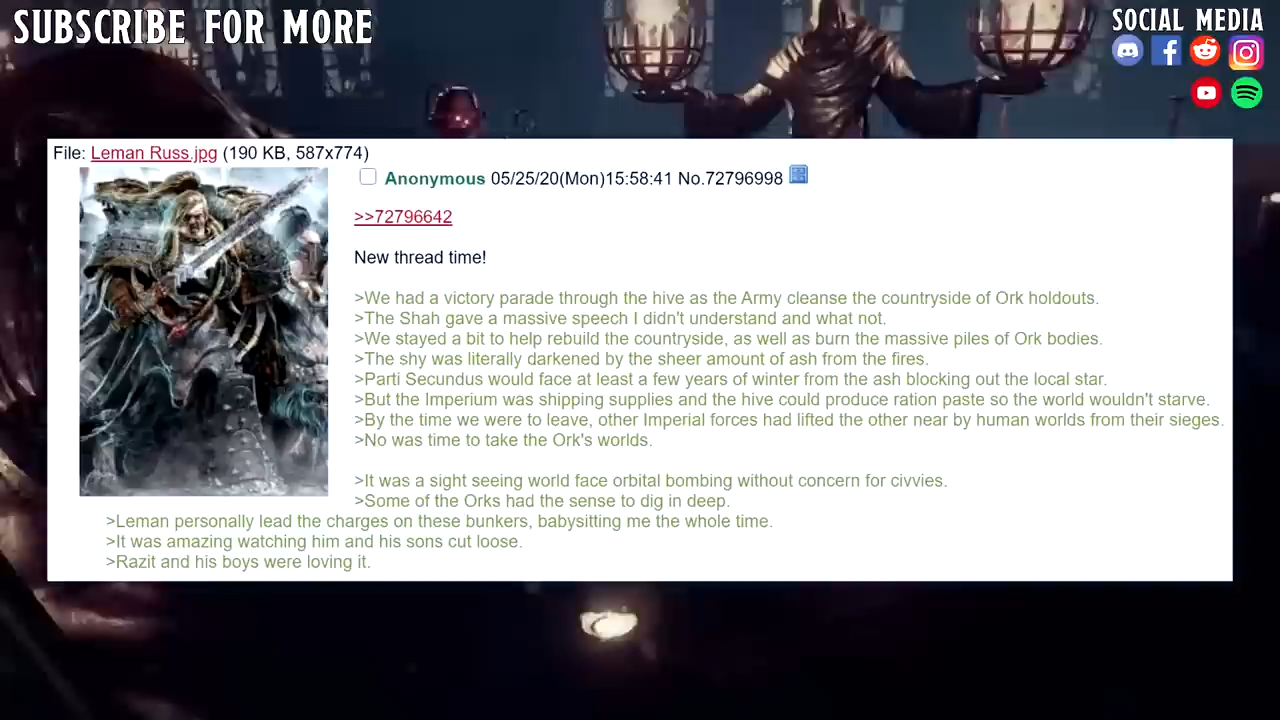 SUBSCRIBE FOR MORE
SOCIAL MEDIA
File: Leman Russ.jpg (190 KB, 587x774)
Anonymous 05/25/20(Mon)15:58:41 No.72796998
>>72796642
New thread time!
>We had a victory parade through the hive as the Army cleanse the countryside of Ork holdouts.
>The Shah gave a massive speech I didn't understand and what not.
>We stayed a bit to help rebuild the countryside, as well as burn the massive piles of Ork bodies.
>The shy was literally darkened by the sheer amount of ash from the fires.
>Parti Secundus would face at least a few years of winter from the ash blocking out the local star.
>But the Imperium was shipping supplies and the hive could produce ration paste so the world wouldn't starve.
>By the time we were to leave, other Imperial forces had lifted the other near by human worlds from their sieges.
>No was time to take the Ork's worlds.
>It was a sight seeing world face orbital bombing without concern for civvies.
>Some of the Orks had the sense to dig in deep.
>Leman personally lead the charges on these bunkers, babysitting me the whole time.
>It was amazing watching him and his sons cut loose.
>Razit and his boys were loving it.